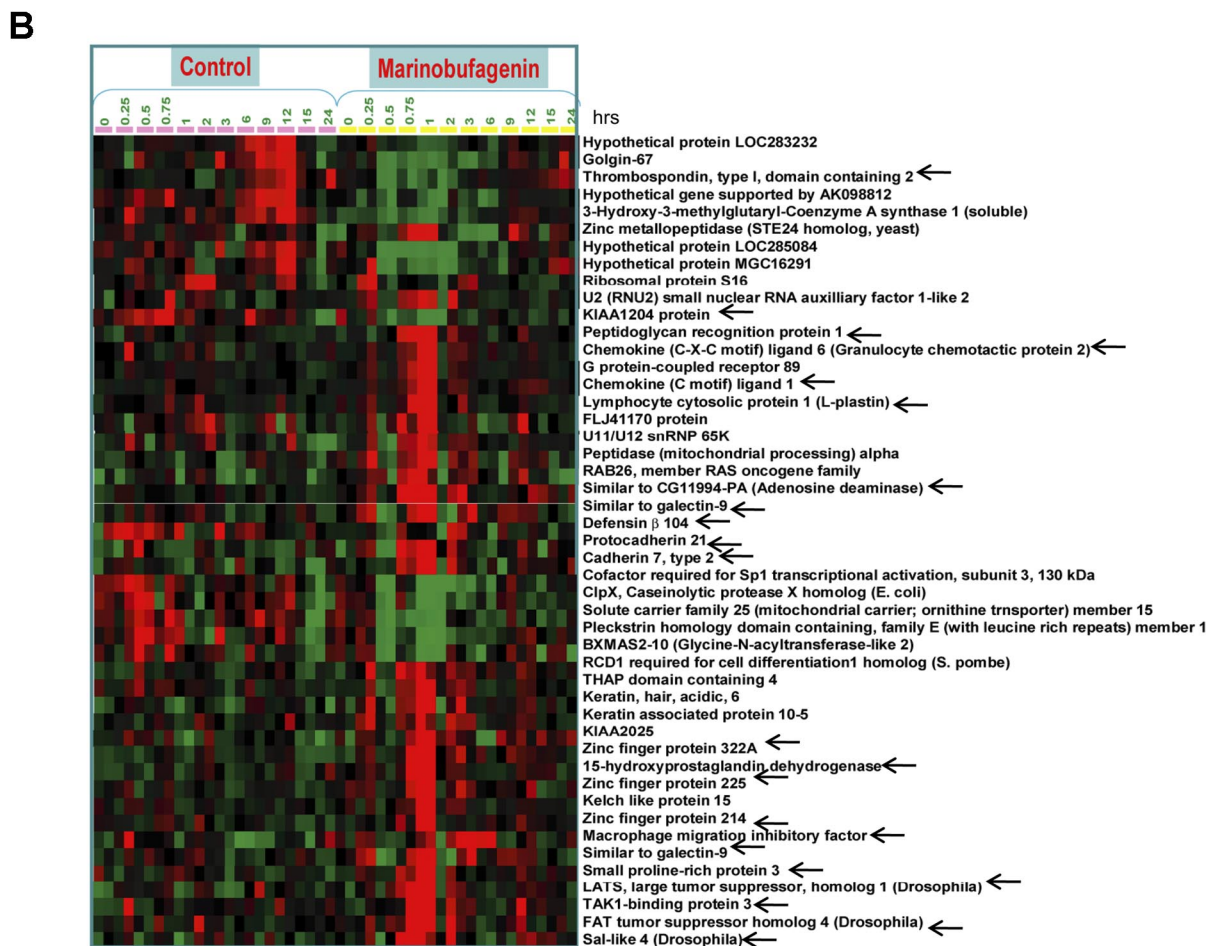 B
Control Marinobufagenin
0 0.25 0.5 0.75 1 2 3 6 9 12 15 24 0 0.25 0.5 0.75 1 2 3 6 9 12 15 24 hrs
Hypothetical protein LOC283232
Golgin-67
Thrombospondin, type I, domain containing 2
Hypothetical gene supported by AK098812
3-Hydroxy-3-methylglutaryl-Coenzyme A synthase 1 (soluble)
Zinc metallopeptidase (STE24 homolog, yeast)
Hypothetical protein LOC285084
Hypothetical protein MGC16291
Ribosomal protein S16
U2 (RNU2) small nuclear RNA auxilliary factor 1-like 2
KIAA1204 protein
Peptidoglycan recognition protein 1
Chemokine (C-X-C motif) ligand 6 (Granulocyte chemotactic protein 2)
G protein-coupled receptor 89
Chemokine (C motif) ligand 1
Lymphocyte cytosolic protein 1 (L-plastin)
FLJ41170 protein
U11/U12 snRNP 65K
Peptidase (mitochondrial processing) alpha
RAB26, member RAS oncogene family
Similar to CG11994-PA (Adenosine deaminase)
Similar to galectin-9
Defensin β 104
Protocadherin 21
Cadherin 7, type 2
Cofactor required for Sp1 transcriptional activation, subunit 3, 130 kDa
ClpX, Caseinolytic protease X homolog (E. coli)
Solute carrier family 25 (mitochondrial carrier; ornithine trnsporter) member 15
Pleckstrin homology domain containing, family E (with leucine rich repeats) member 1
BXMAS2-10 (Glycine-N-acyltransferase-like 2)
RCD1 required for cell differentiation1 homolog (S. pombe)
THAP domain containing 4
Keratin, hair, acidic, 6
Keratin associated protein 10-5
KIAA2025
Zinc finger protein 322A
15-hydroxyprostaglandin dehydrogenase
Zinc finger protein 225
Kelch like protein 15
Zinc finger protein 214
Macrophage migration inhibitory factor
Similar to galectin-9
Small proline-rich protein 3
LATS, large tumor suppressor, homolog 1 (Drosophila)
TAK1-binding protein 3
FAT tumor suppressor homolog 4 (Drosophila)
Sal-like 4 (Drosophila)